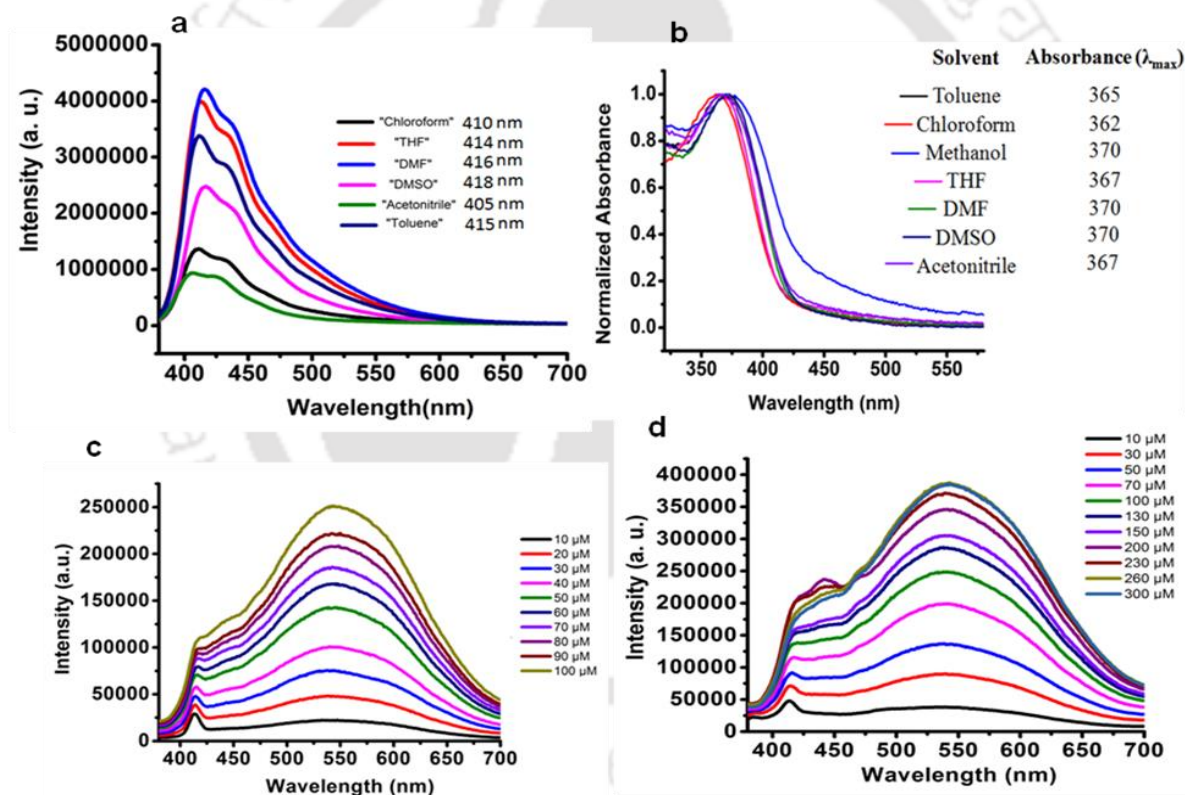 a
Intensity (a. u.)
5000000
4000000
3000000
2000000
1000000
0
"Chloroform" 410 nm
"THF" 414 nm
"DMF" 416 nm
"DMSO" 418 nm
"Acetonitrile" 405 nm
"Toluene" 415 nm
400 450 500 550 600 650 700
Wavelength(nm)
b
Normalized Absorbance
1.0
0.8
0.6
0.4
0.2
0.0
Solvent Absorbance (λmax)
Toluene 365
Chloroform 362
Methanol 370
THF 367
DMF 370
DMSO 370
Acetonitrile 367
350 400 450 500 550
Wavelength (nm)
c
Intensity (a.u.)
250000
200000
150000
100000
50000
0
10 µM
20 µM
30 µM
40 µM
50 µM
60 µM
70 µM
80 µM
90 µM
100 µM
400 450 500 550 600 650 700
Wavelength (nm)
d
Intensity (a. u.)
400000
350000
300000
250000
200000
150000
100000
50000
0
10 µM
30 µM
50 µM
70 µM
100 µM
130 µM
150 µM
200 µM
230 µM
260 µM
300 µM
400 450 500 550 600 650 700
Wavelength (nm)